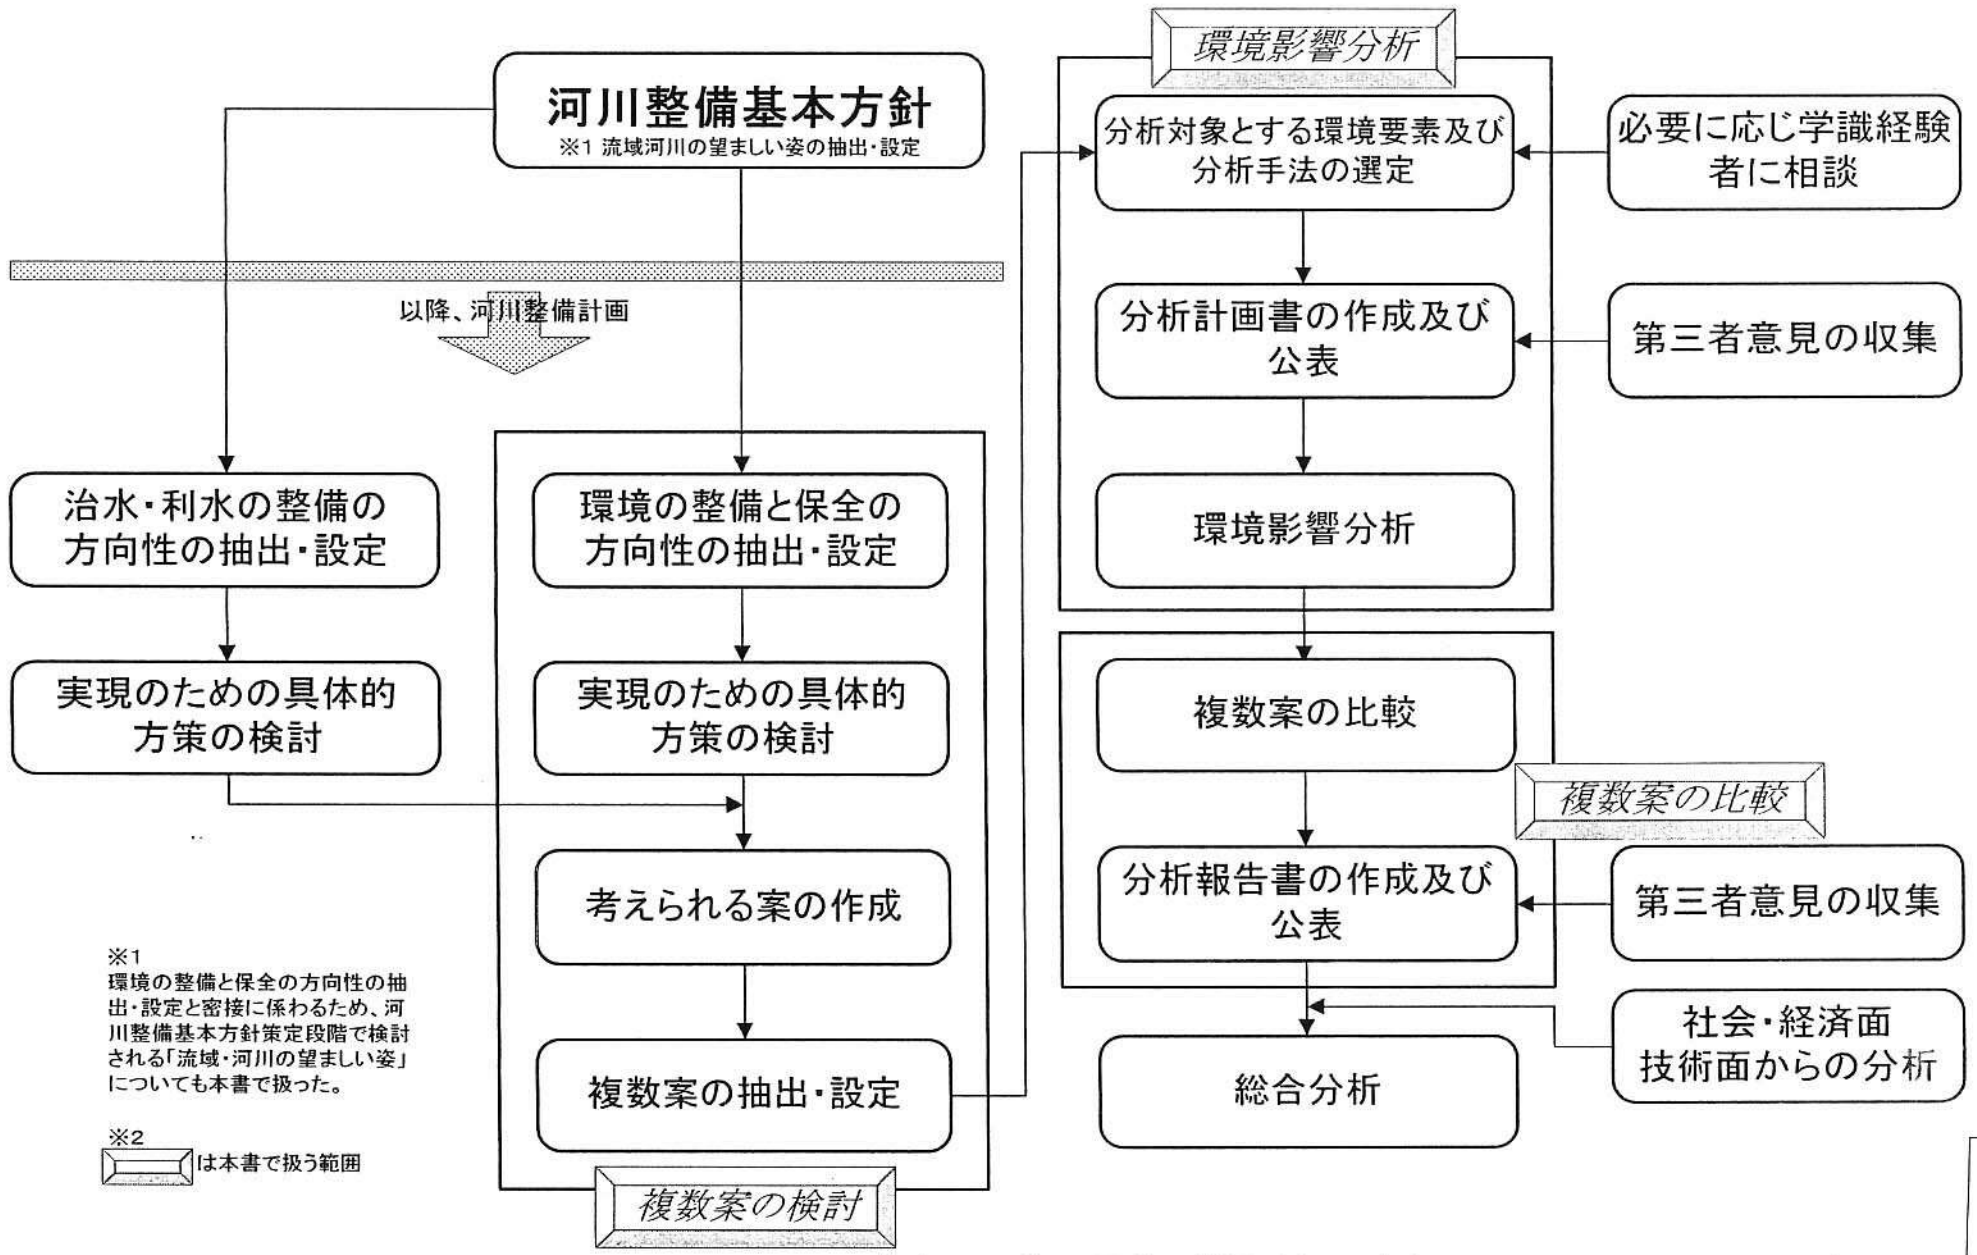 河川整備基本方針
※1 流域河川の望ましい姿の抽出・設定
以降、河川整備計画
治水・利水の整備の
方向性の抽出・設定
実現のための具体的
方策の検討
環境の整備と保全の
方向性の抽出・設定
実現のための具体的
方策の検討
考えられる案の作成
複数案の抽出・設定
複数案の検討
※1
環境の整備と保全の方向性の抽
出・設定と密接に係わるため、河
川整備基本方針策定段階で検討
される「流域・河川の望ましい姿」
についても本書で扱った。
※2
は本書で扱う範囲
環境影響分析
分析対象とする環境要素及び
分析手法の選定
必要に応じ学識経験
者に相談
分析計画書の作成及び
公表
第三者意見の収集
環境影響分析
複数案の比較
複数案の比較
分析報告書の作成及び
公表
第三者意見の収集
社会・経済面
技術面からの分析
総合分析